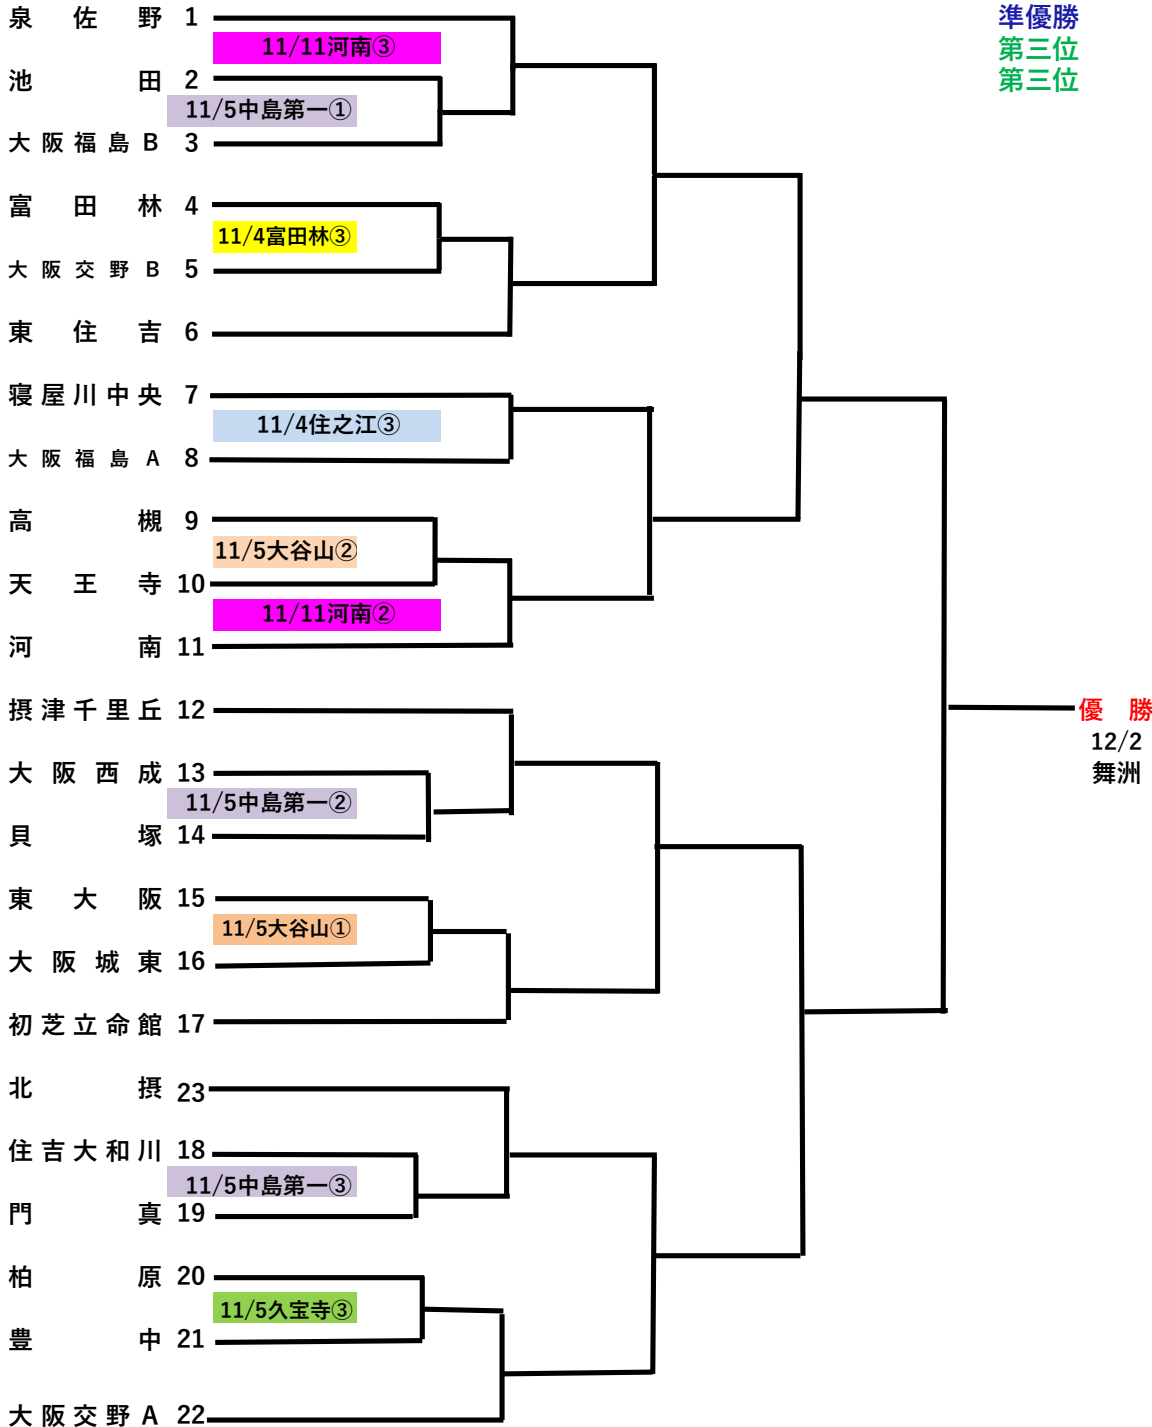 泉佐野 1
準優勝
11/11河南③
第三位
池田 2
第三位
11/5中島第一①
大阪福島B 3
富田林 4
11/4富田林③
大阪交野B 5
東住吉 6
寝屋川中央 7
11/4住之江③
大阪福島A 8
高槻 9
11/5大谷山②
天王寺 10
11/11河南②
河南 11
摂津千里丘 12
優勝
12/2
舞洲
大阪西成 13
11/5中島第一②
貝塚 14
東大阪 15
11/5大谷山①
大阪城東 16
初芝立命館 17
北摂 23
住吉大和川 18
11/5中島第一③
門真 19
柏原 20
11/5久宝寺③
豊中 21
大阪交野A 22